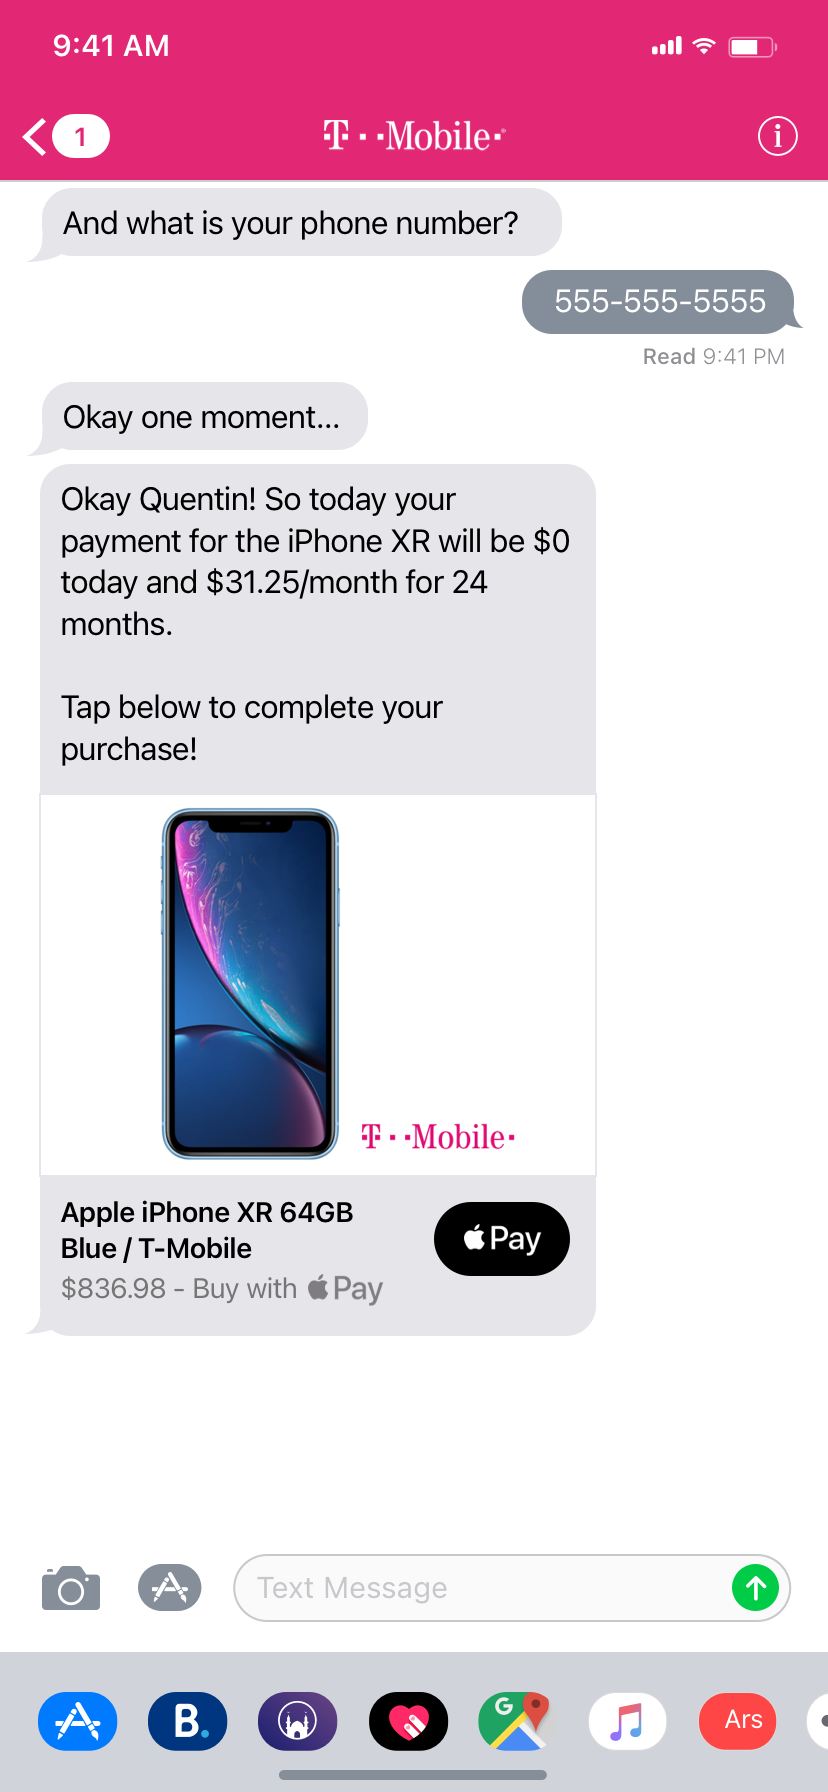 9:41 AM
1
T··Mobile·
i
And what is your phone number?
555-555-5555
Read 9:41 PM
Okay one moment...
Okay Quentin! So today your
payment for the iPhone XR will be $0
today and $31.25/month for 24
months.
Tap below to complete your
purchase!
T··Mobile·
Apple iPhone XR 64GB
Blue / T-Mobile
Pay
$836.98 - Buy with Pay
Text Message
B.
G
Ars